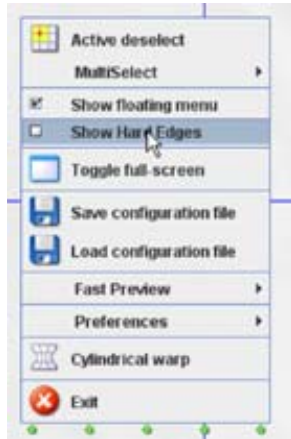 Active deselect
MultiSelect
Show floating menu
Show Hard Edges
Toggle full-screen
Save configuration file
Load configuration file
Fast Preview
Preferences
Cylindrical warp
Exit